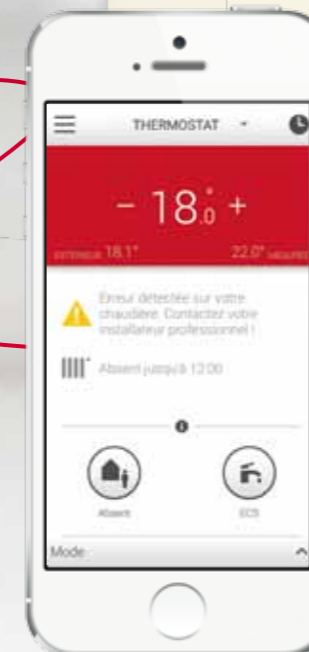 THERMOSTAT
− 18.0° +
EXTÉRIEUR 18.1° 22.0° MESURÉE
Erreur détectée sur votre
chaudière. Contactez votre
installateur professionnel !
Absent jusqu'à 12:00
Absent ECS
Mode